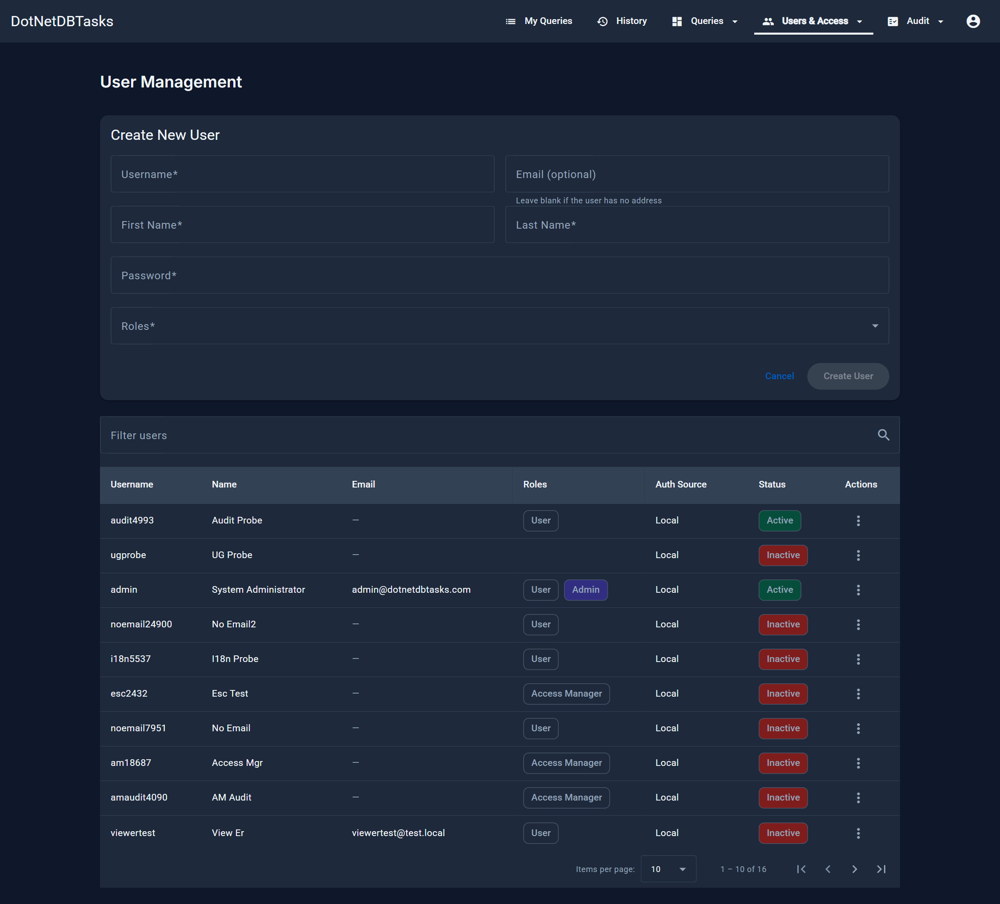 DotNetDBTasks My Queries History Queries Users & Access Audit
User Management
Create New User
Username* Email (optional)
Leave blank if the user has no address
First Name* Last Name*
Password*
Roles*
Cancel Create User
Filter users
Username Name Email Roles Auth Source Status Actions
audit4993 Audit Probe — User Local Active
ugprobe UG Probe — Local Inactive
admin System Administrator admin@dotnetdbtasks.com User Admin Local Active
noemail24900 No Email2 — User Local Inactive
i18n5537 I18n Probe — User Local Inactive
esc2432 Esc Test — Access Manager Local Inactive
noemail7951 No Email — User Local Inactive
am18687 Access Mgr — Access Manager Local Inactive
amaudit4090 AM Audit — Access Manager Local Inactive
viewertest View Er viewertest@test.local User Local Inactive
Items per page: 10 1 – 10 of 16